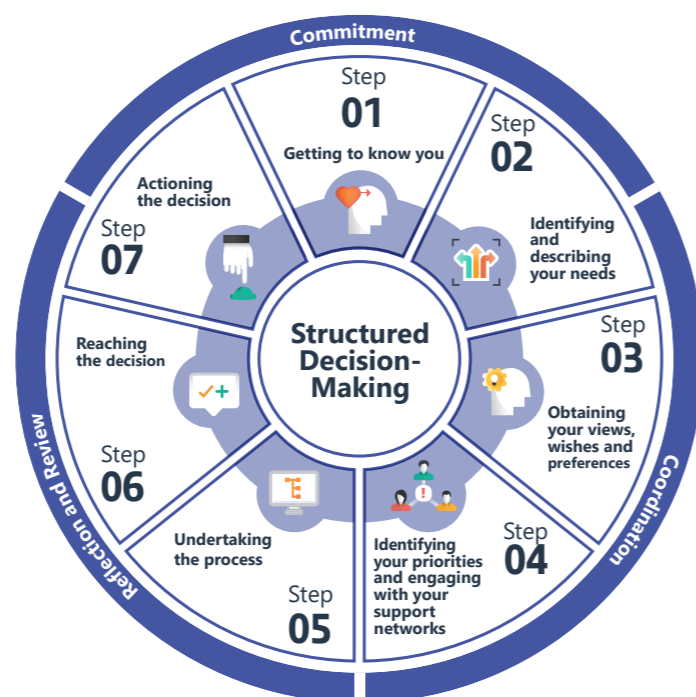 Commitment
Step
01
Getting to know you
Step
02
Identifying
and
describing
your needs
Step
03
Obtaining
your views,
wishes and
preferences
Coordination
Step
04
Identifying
your priorities
and engaging
with your
support
networks
Step
05
Undertaking
the process
Step
06
Reaching
the decision
Reflection and Review
Step
07
Actioning
the decision
Structured
Decision-
Making
!